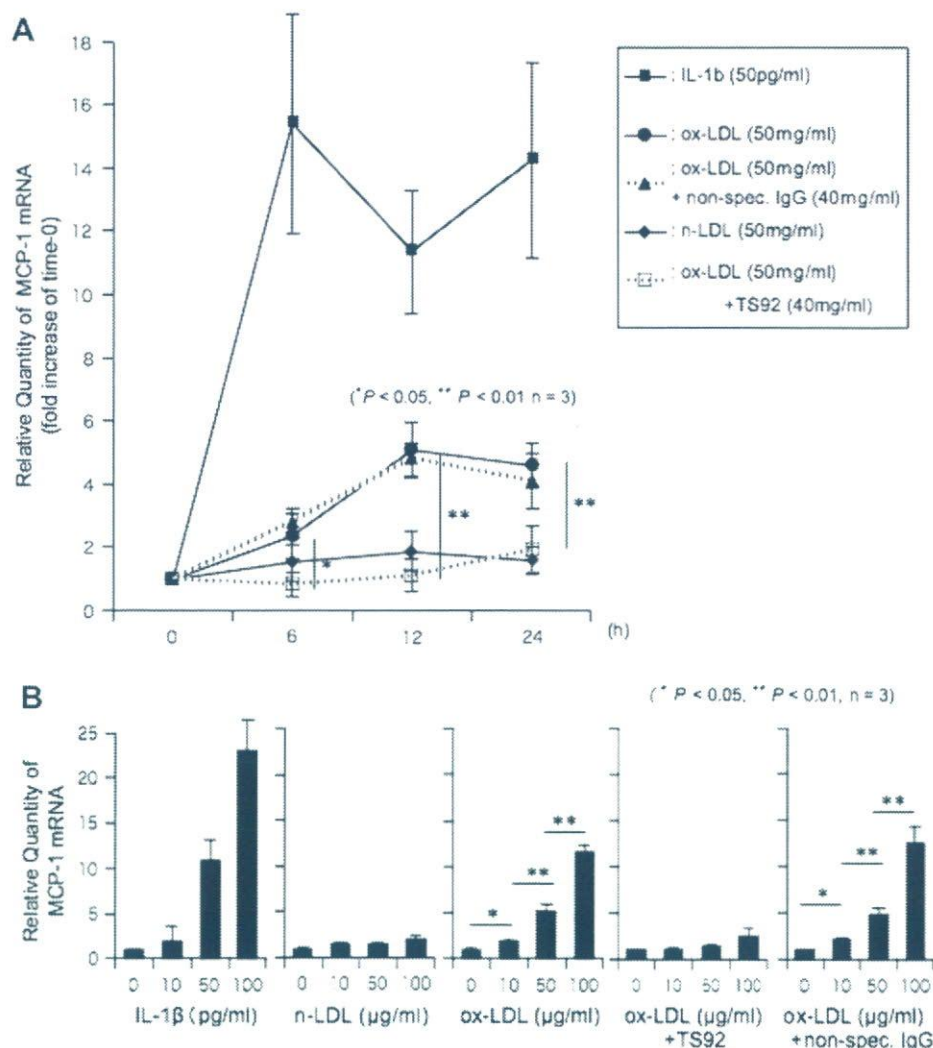 A
18
16
14
12
10
8
6
4
2
0
Relative Quantity of MCP-1 mRNA
(fold increase of time-0)
0 6 12 24 (h)
(* P < 0.05, ** P < 0.01 n = 3)
*
**
**
: IL-1b (50pg/ml)
: ox-LDL (50mg/ml)
: ox-LDL (50mg/ml)
+ non-spec. IgG (40mg/ml)
: n-LDL (50mg/ml)
: ox-LDL (50mg/ml)
+TS92 (40mg/ml)
B
(* P < 0.05, ** P < 0.01, n = 3)
Relative Quantity of
MCP-1 mRNA
25
20
15
10
5
0
* ** **
* ** **
0 10 50 100 0 10 50 100 0 10 50 100 0 10 50 100 0 10 50 100
IL-1β (pg/ml) n-LDL (µg/ml) ox-LDL (µg/ml) ox-LDL (µg/ml) ox-LDL (µg/ml)
+TS92 +non-spec. IgG